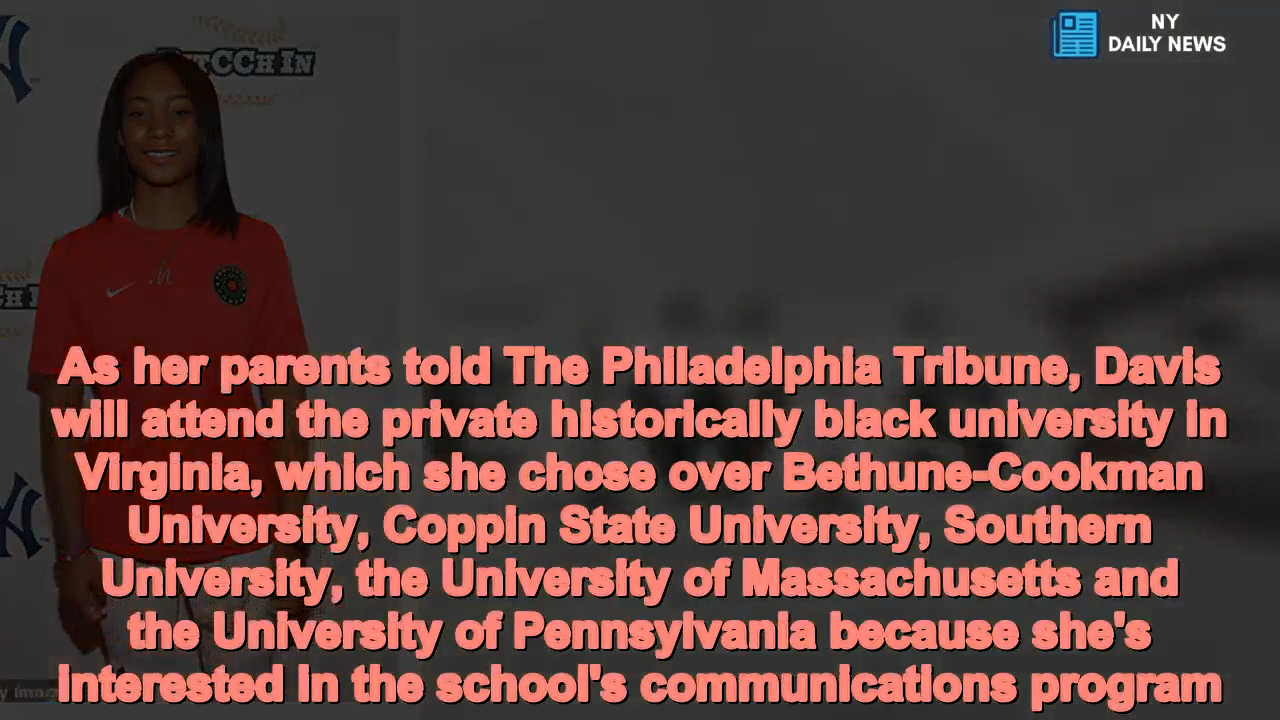 NY
DAILY NEWS
CCH IN
As her parents told The Philadelphia Tribune, Davis
will attend the private historically black university in
Virginia, which she chose over Bethune-Cookman
University, Coppin State University, Southern
University, the University of Massachusetts and
the University of Pennsylvania because she's
interested in the school's communications program